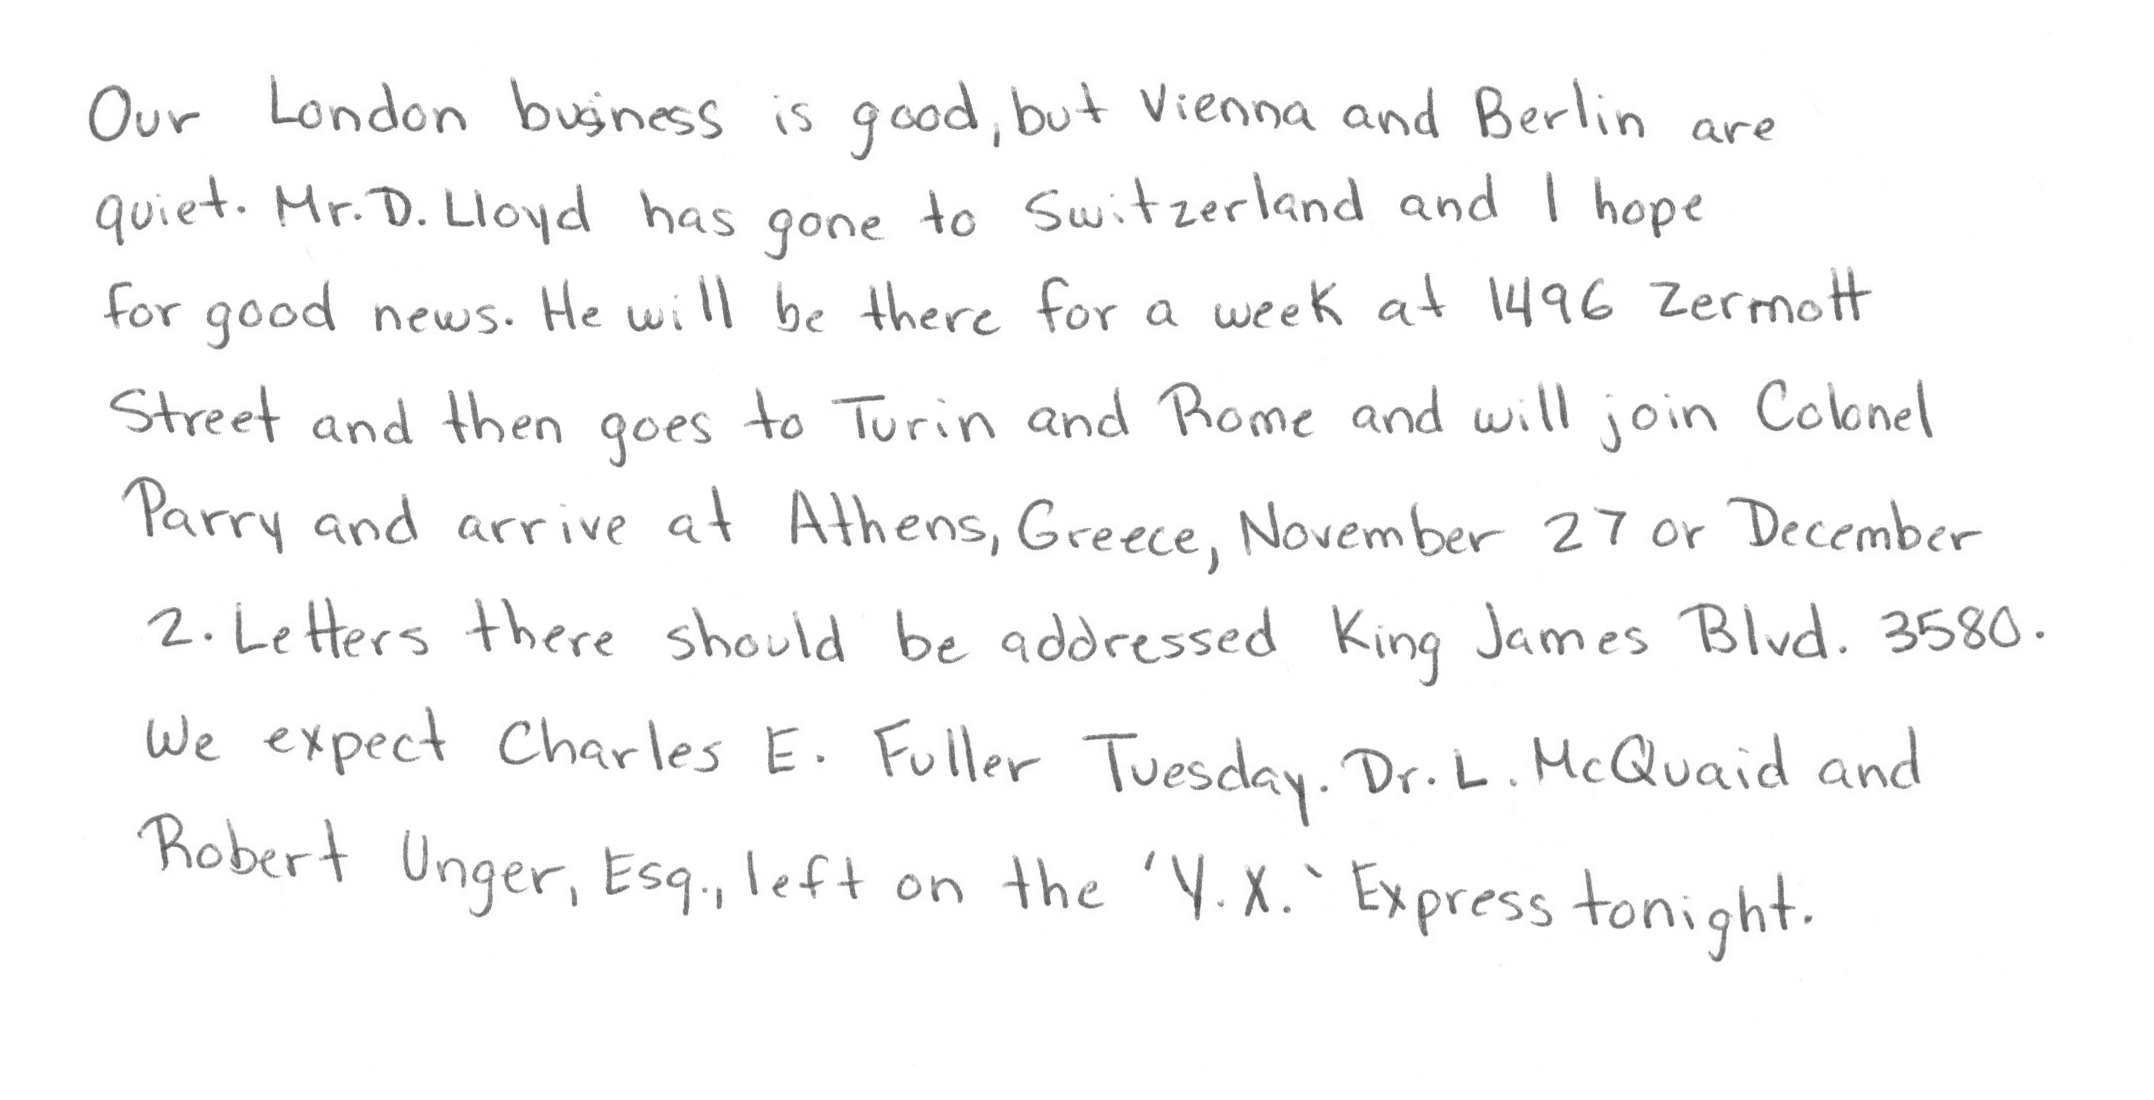 Our London business is good, but Vienna and Berlin are
quiet. Mr. D. Lloyd has gone to Switzerland and I hope
for good news. He will be there for a week at 1496 Zermott
Street and then goes to Turin and Rome and will join Colonel
Parry and arrive at Athens, Greece, November 27 or December
2. Letters there should be addressed King James Blvd. 3580.
We expect Charles E. Fuller Tuesday. Dr. L. McQuaid and
Robert Unger, Esq., left on the 'Y.X.` Express tonight.